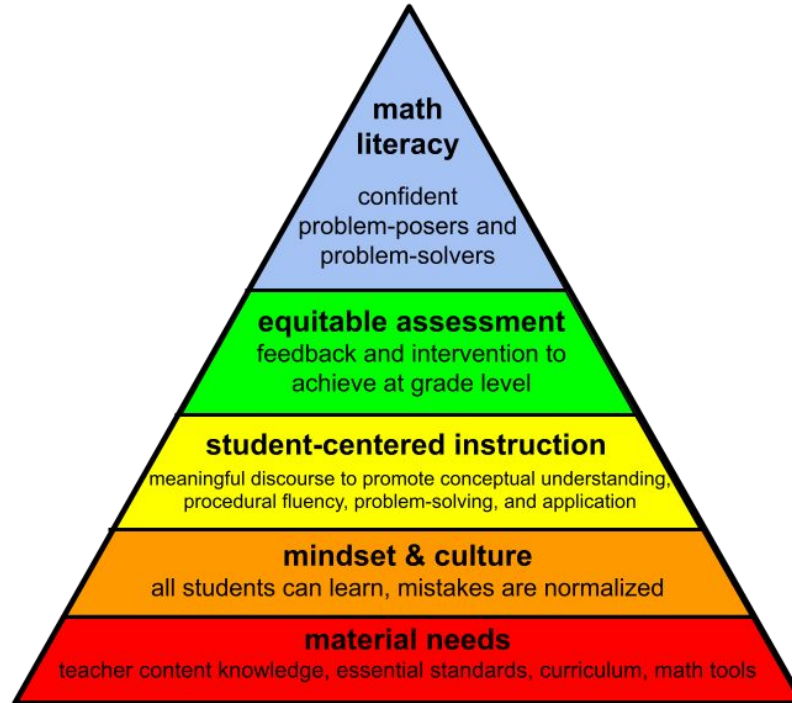 math
literacy
confident
problem-posers and
problem-solvers
equitable assessment
feedback and intervention to
achieve at grade level
student-centered instruction
meaningful discourse to promote conceptual understanding,
procedural fluency, problem-solving, and application
mindset & culture
all students can learn, mistakes are normalized
material needs
teacher content knowledge, essential standards, curriculum, math tools